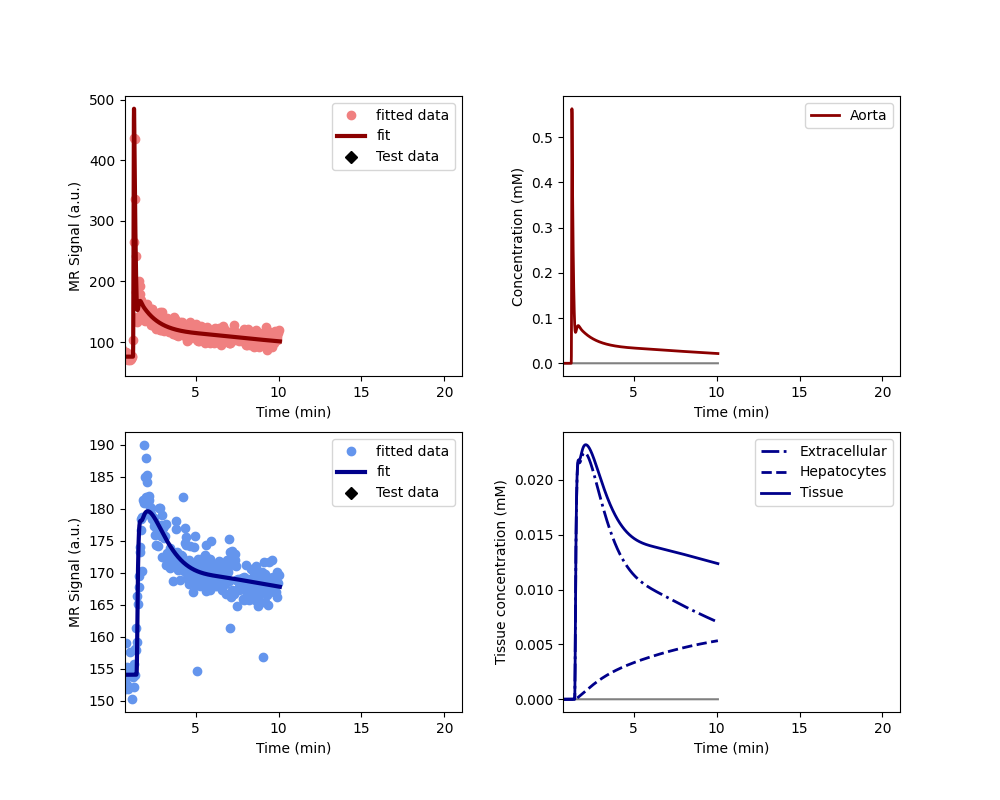 500
400
300
200
100
MR Signal (a.u.)
5
10
15
20
Time (min)
fitted data
fit
Test data
0.5
0.4
0.3
0.2
0.1
0.0
Concentration (mM)
5
10
15
20
Time (min)
Aorta
190
185
180
175
170
165
160
155
150
MR Signal (a.u.)
5
10
15
20
Time (min)
fitted data
fit
Test data
0.020
0.015
0.010
0.005
0.000
Tissue concentration (mM)
5
10
15
20
Time (min)
Extracellular
Hepatocytes
Tissue